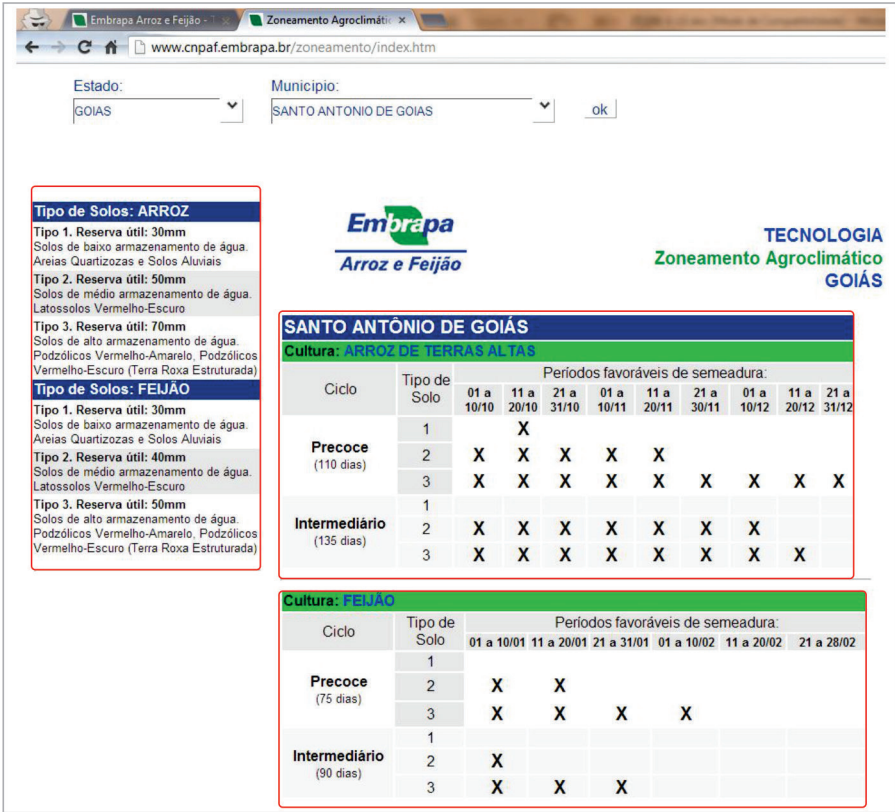 Embrapa Arroz e Feijão - T
Zoneamento Agroclimátic
www.cnpaf.embrapa.br/zoneamento/index.htm
Estado:
Municipio:
GOIAS
SANTO ANTONIO DE GOIAS
ok
Tipo de Solos: ARROZ
Tipo 1. Reserva útil: 30mm
Solos de baixo armazenamento de água.
Areias Quartizozas e Solos Aluviais
Tipo 2. Reserva útil: 50mm
Solos de médio armazenamento de água.
Latossolos Vermelho-Escuro
Tipo 3. Reserva útil: 70mm
Solos de alto armazenamento de água.
Podzólicos Vermelho-Amarelo, Podzólicos
Vermelho-Escuro (Terra Roxa Estruturada)
Tipo de Solos: FEIJÃO
Tipo 1. Reserva útil: 30mm
Solos de baixo armazenamento de água.
Areias Quartizozas e Solos Aluviais
Tipo 2. Reserva útil: 40mm
Solos de médio armazenamento de água.
Latossolos Vermelho-Escuro
Tipo 3. Reserva útil: 50mm
Solos de alto armazenamento de água.
Podzólicos Vermelho-Amarelo, Podzólicos
Vermelho-Escuro (Terra Roxa Estruturada)
Embrapa
Arroz e Feijão
TECNOLOGIA
Zoneamento Agroclimático
GOIÁS
SANTO ANTÔNIO DE GOIÁS
Cultura: ARROZ DE TERRAS ALTAS
Ciclo
Tipo de Solo
Períodos favoráveis de semeadura:
01 a 10/10 11 a 20/10 21 a 31/10 01 a 10/11 11 a 20/11 21 a 30/11 01 a 10/12 11 a 20/12 21 a 31/12
Precoce
(110 dias)
1 X
2 X X X X X
3 X X X X X X X X X
Intermediário
(135 dias)
1
2 X X X X X X X
3 X X X X X X X X
Cultura: FEIJÃO
Ciclo
Tipo de Solo
Períodos favoráveis de semeadura:
01 a 10/01 11 a 20/01 21 a 31/01 01 a 10/02 11 a 20/02 21 a 28/02
Precoce
(75 dias)
1
2 X X
3 X X X X
Intermediário
(90 dias)
1
2 X
3 X X X